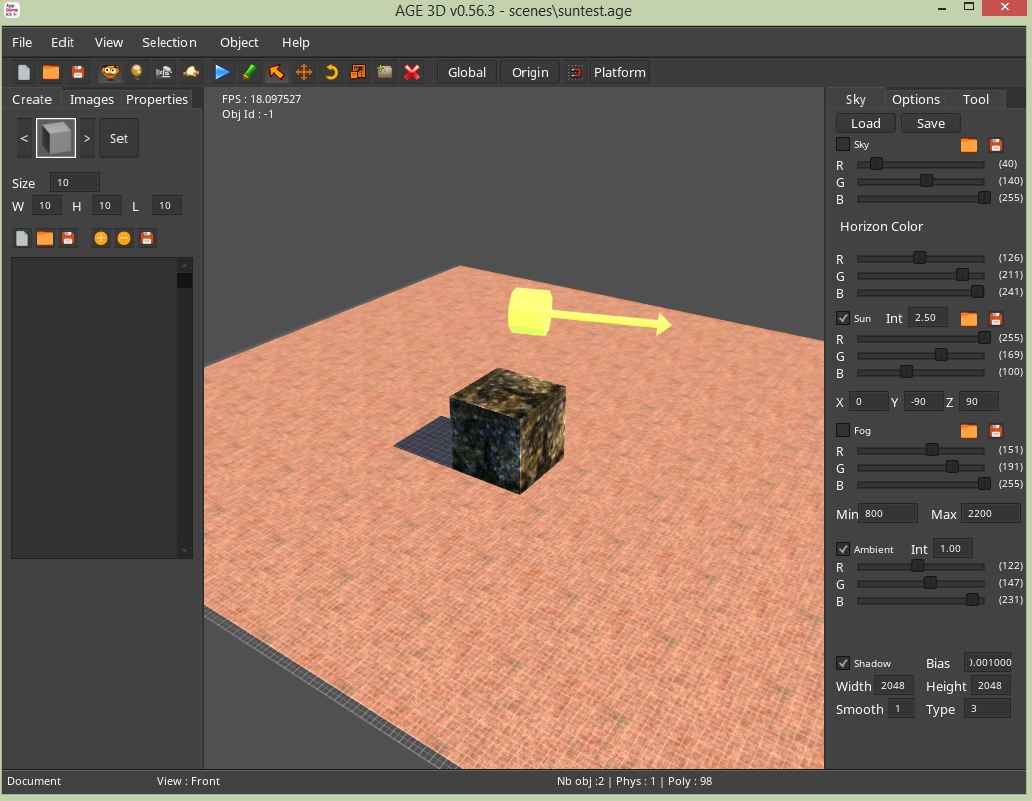 AGE 3D v0.56.3 - scenes\suntest.age
File Edit View Selection Object Help
Global Origin Platform
Create Images Properties
FPS : 18.097527
Obj Id : -1
< > Set
Size 10
W 10 H 10 L 10
Sky Options Tool
Load Save
Sky
R (40)
G (140)
B (255)
Horizon Color
R (126)
G (211)
B (241)
Sun Int 2.50
R (255)
G (169)
B (100)
X 0 Y -90 Z 90
Fog
R (151)
G (191)
B (255)
Min 800 Max 2200
Ambient Int 1.00
R (122)
G (147)
B (231)
Shadow Bias 0.001000
Width 2048 Height 2048
Smooth 1 Type 3
Document View : Front Nb obj :2 | Phys : 1 | Poly : 98